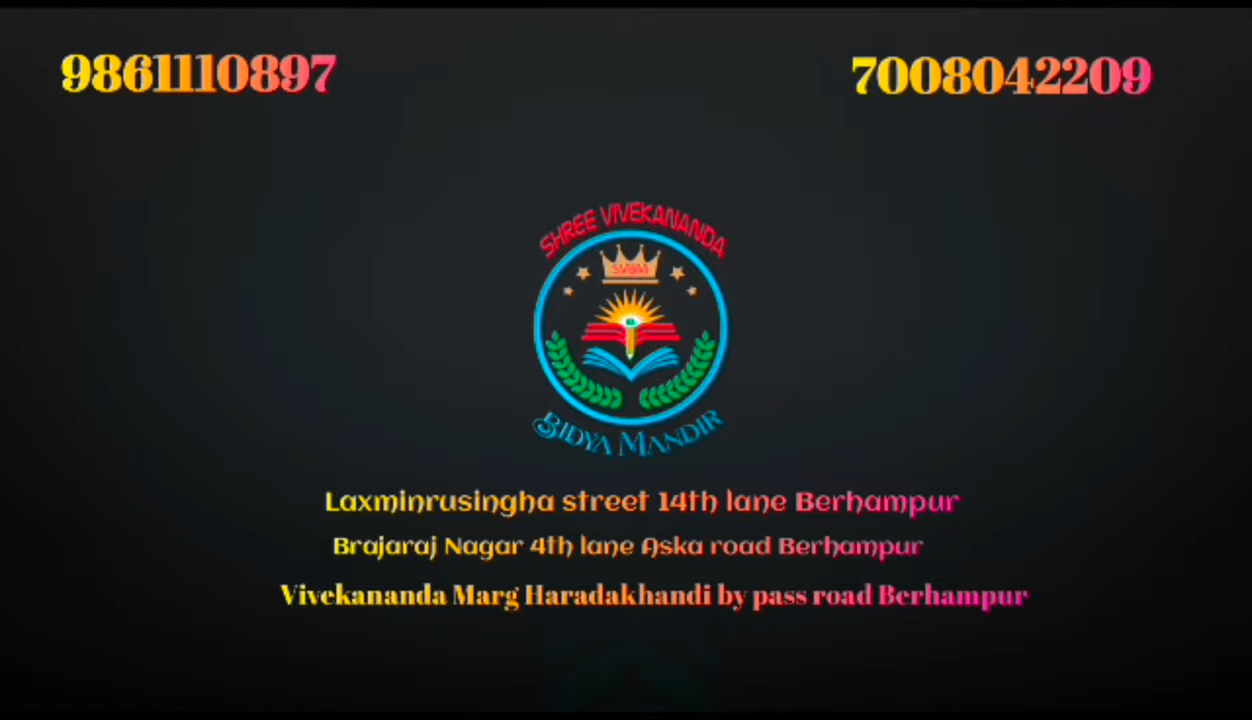 9861110897
7008042209
SHREE VIVEKANANDA
SVBM
BIDYA MANDIR
Laxminrusingha street 14th lane Berhampur
Brajaraj Nagar 4th lane Aska road Berhampur
Vivekananda Marg Haradakhandi by pass road Berhampur